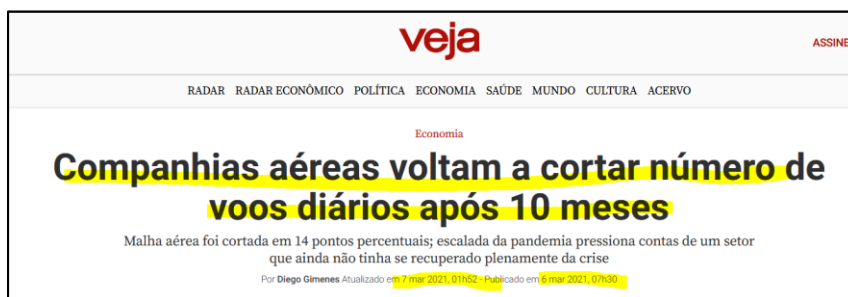 veja
ASSINE
RADAR RADAR ECONÔMICO POLÍTICA ECONOMIA SAÚDE MUNDO CULTURA ACERVO
Economia
Companhias aéreas voltam a cortar número de
voos diários após 10 meses
Malha aérea foi cortada em 14 pontos percentuais; escalada da pandemia pressiona contas de um setor
que ainda não tinha se recuperado plenamente da crise
Por Diego Gimenes Atualizado em 7 mar 2021, 01h52 - Publicado em 6 mar 2021, 07h30